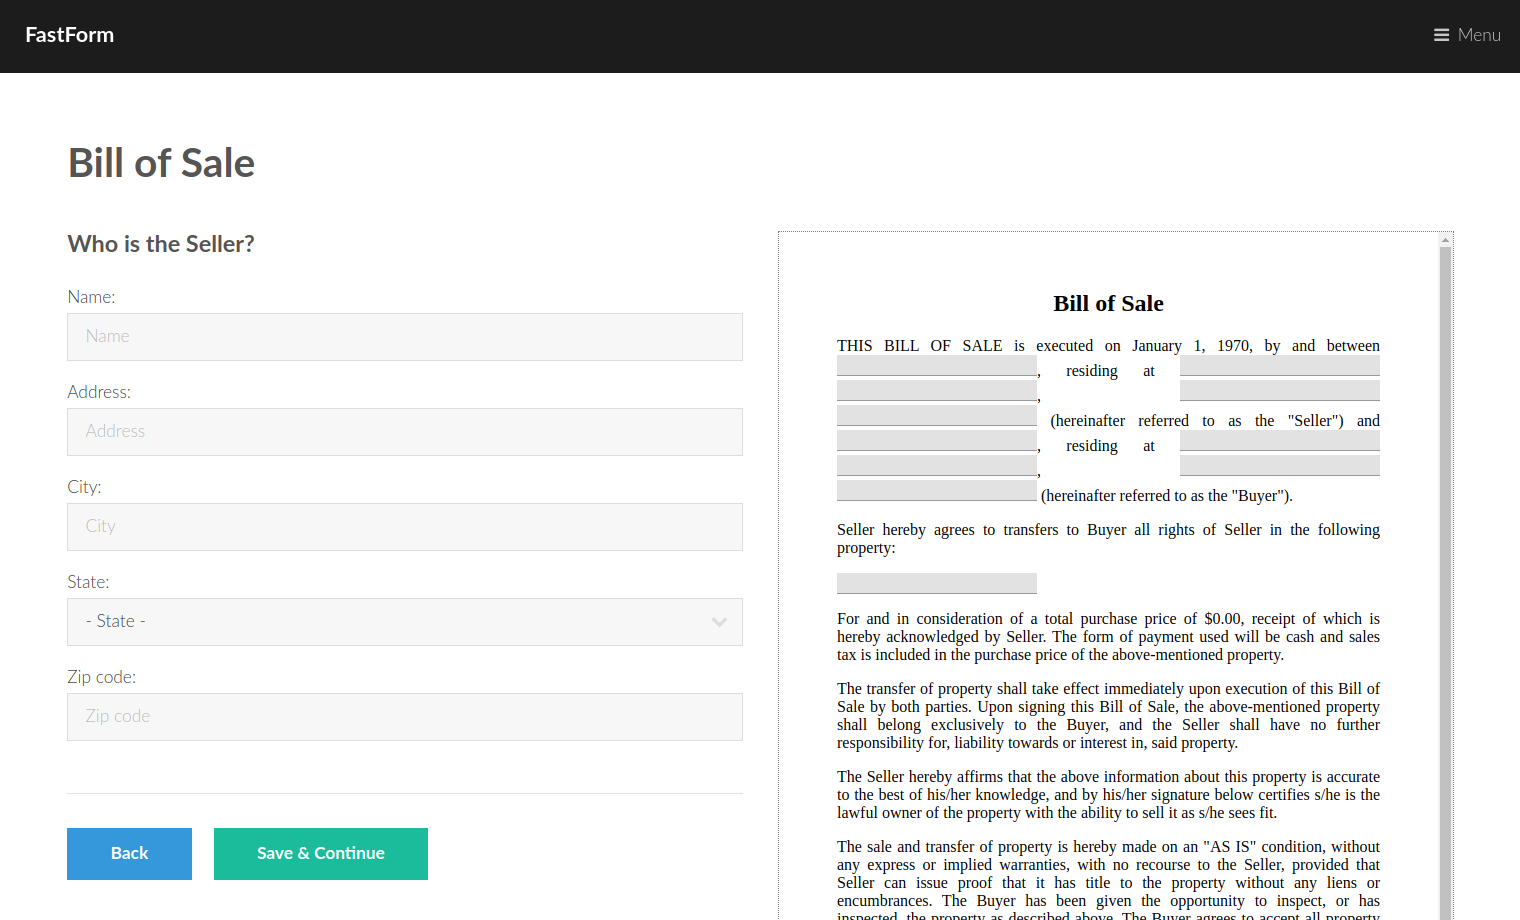 FastForm
Menu
Bill of Sale
Who is the Seller?
Name:
Name
Address:
Address
City:
City
State:
- State -
Zip code:
Zip code
Back
Save & Continue
Bill of Sale
THIS BILL OF SALE is executed on January 1, 1970, by and between
, residing at
,
(hereinafter referred to as the "Seller") and
, residing at
,
(hereinafter referred to as the "Buyer").
Seller hereby agrees to transfers to Buyer all rights of Seller in the following
property:
For and in consideration of a total purchase price of $0.00, receipt of which is
hereby acknowledged by Seller. The form of payment used will be cash and sales
tax is included in the purchase price of the above-mentioned property.
The transfer of property shall take effect immediately upon execution of this Bill of
Sale by both parties. Upon signing this Bill of Sale, the above-mentioned property
shall belong exclusively to the Buyer, and the Seller shall have no further
responsibility for, liability towards or interest in, said property.
The Seller hereby affirms that the above information about this property is accurate
to the best of his/her knowledge, and by his/her signature below certifies s/he is the
lawful owner of the property with the ability to sell it as s/he sees fit.
The sale and transfer of property is hereby made on an "AS IS" condition, without
any express or implied warranties, with no recourse to the Seller, provided that
Seller can issue proof that it has title to the property without any liens or
encumbrances. The Buyer has been given the opportunity to inspect, or has
inspected, the property as described above. The Buyer agrees to accept all property